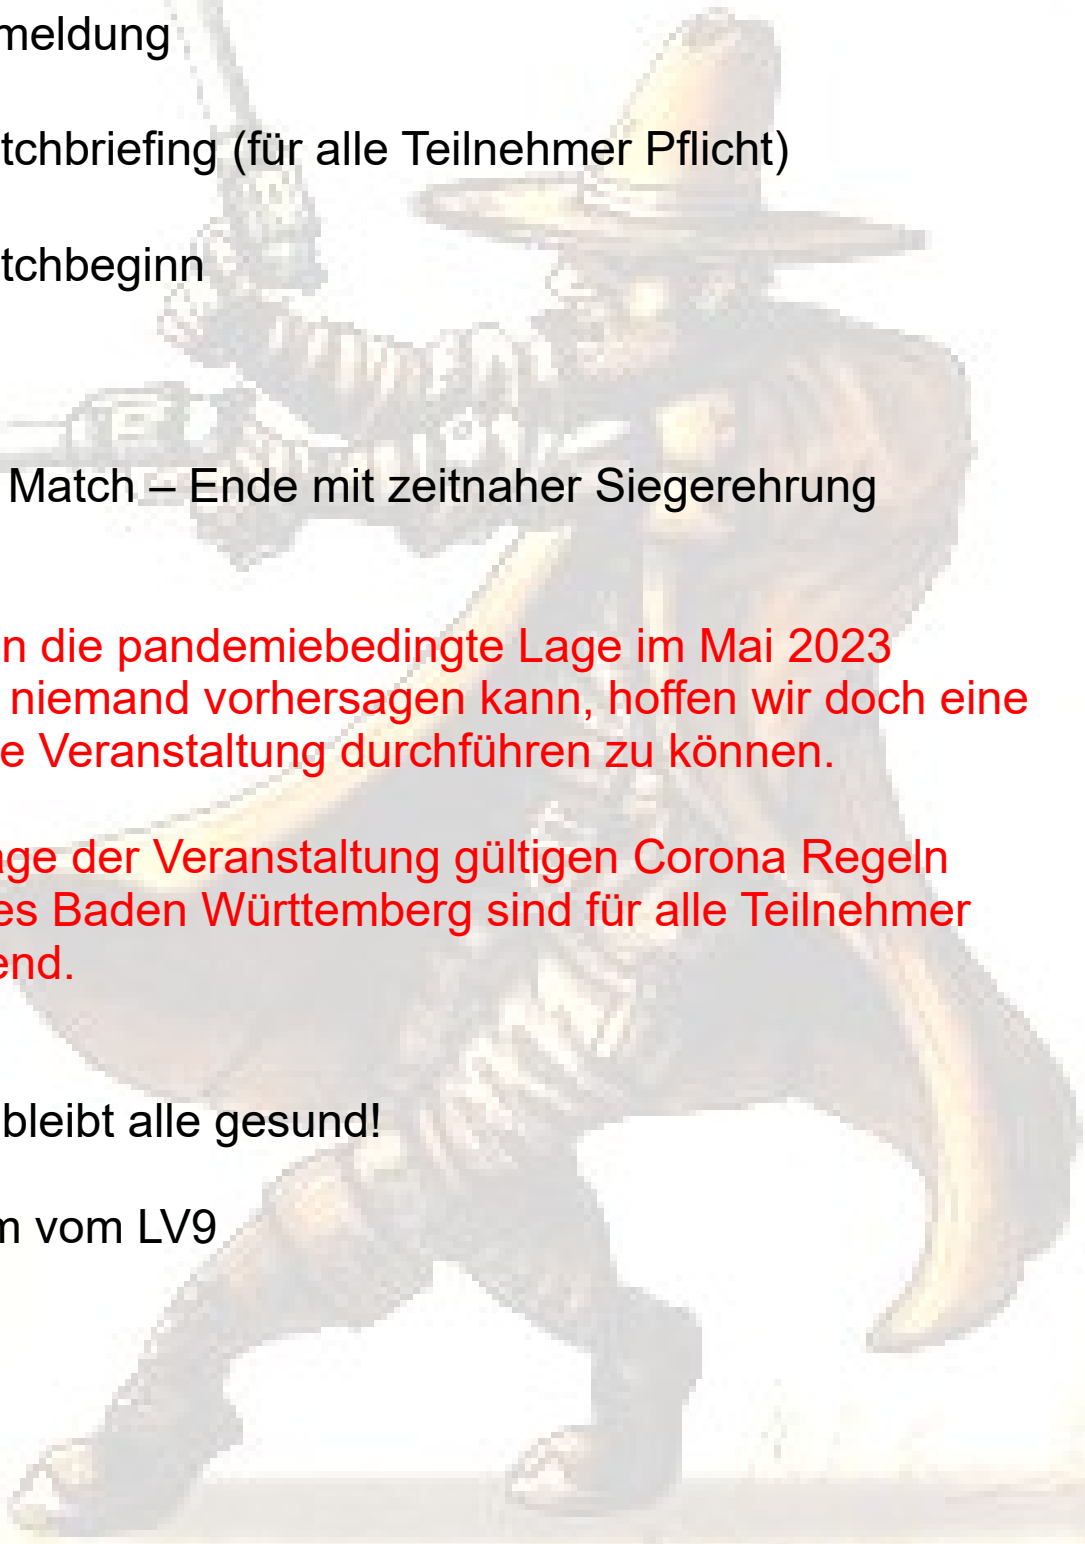 meldung
tchbriefing (für alle Teilnehmer Pflicht)
tchbeginn
Match – Ende mit zeitnaher Siegerehrung
n die pandemiebedingte Lage im Mai 2023
niemand vorhersagen kann, hoffen wir doch eine
e Veranstaltung durchführen zu können.
age der Veranstaltung gültigen Corona Regeln
es Baden Württemberg sind für alle Teilnehmer
end.
bleibt alle gesund!
m vom LV9